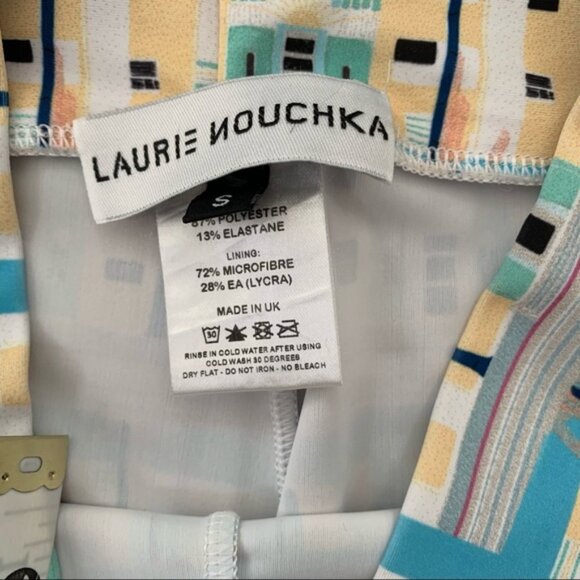 LAURIE NOUCHKA
S
87% POLYESTER
13% ELASTANE
LINING:
72% MICROFIBRE
28% EA (LYCRA)
MADE IN UK
30
RINSE IN COLD WATER AFTER USING
COLD WASH 30 DEGREES
DRY FLAT - DO NOT IRON - NO BLEACH